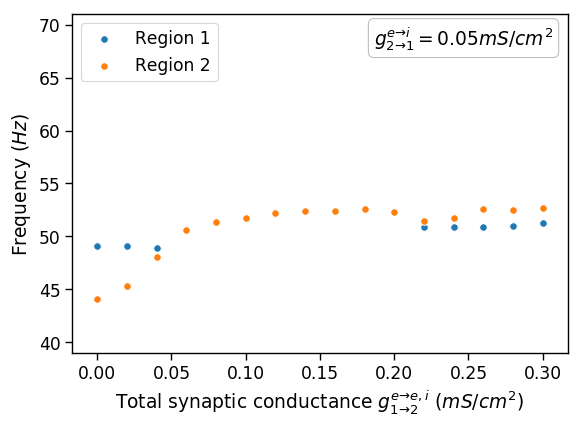 Region 1
Region 2
g^{e→i}_{2→1} = 0.05mS/cm^2
70
65
60
55
50
45
40
Frequency (Hz)
0.00 0.05 0.10 0.15 0.20 0.25 0.30
Total synaptic conductance g^{e→e, i}_{1→2} (mS/cm^2)